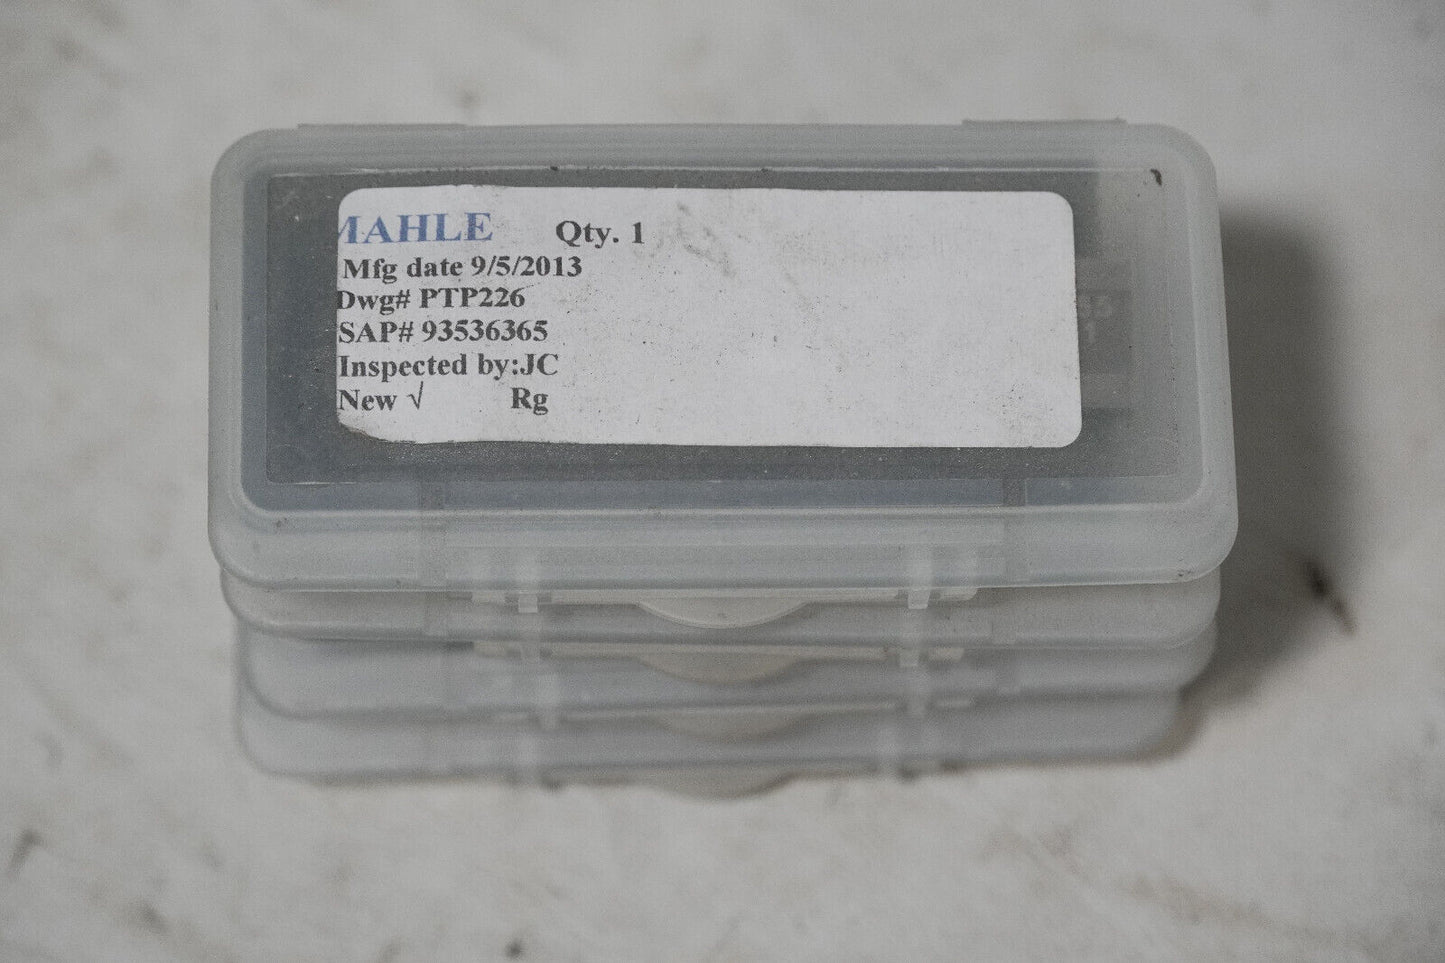 MAHLE Qty. 1
Mfg date 9/5/2013
Dwg# PTP226
SAP# 93536365
Inspected by:JC
New √ Rg